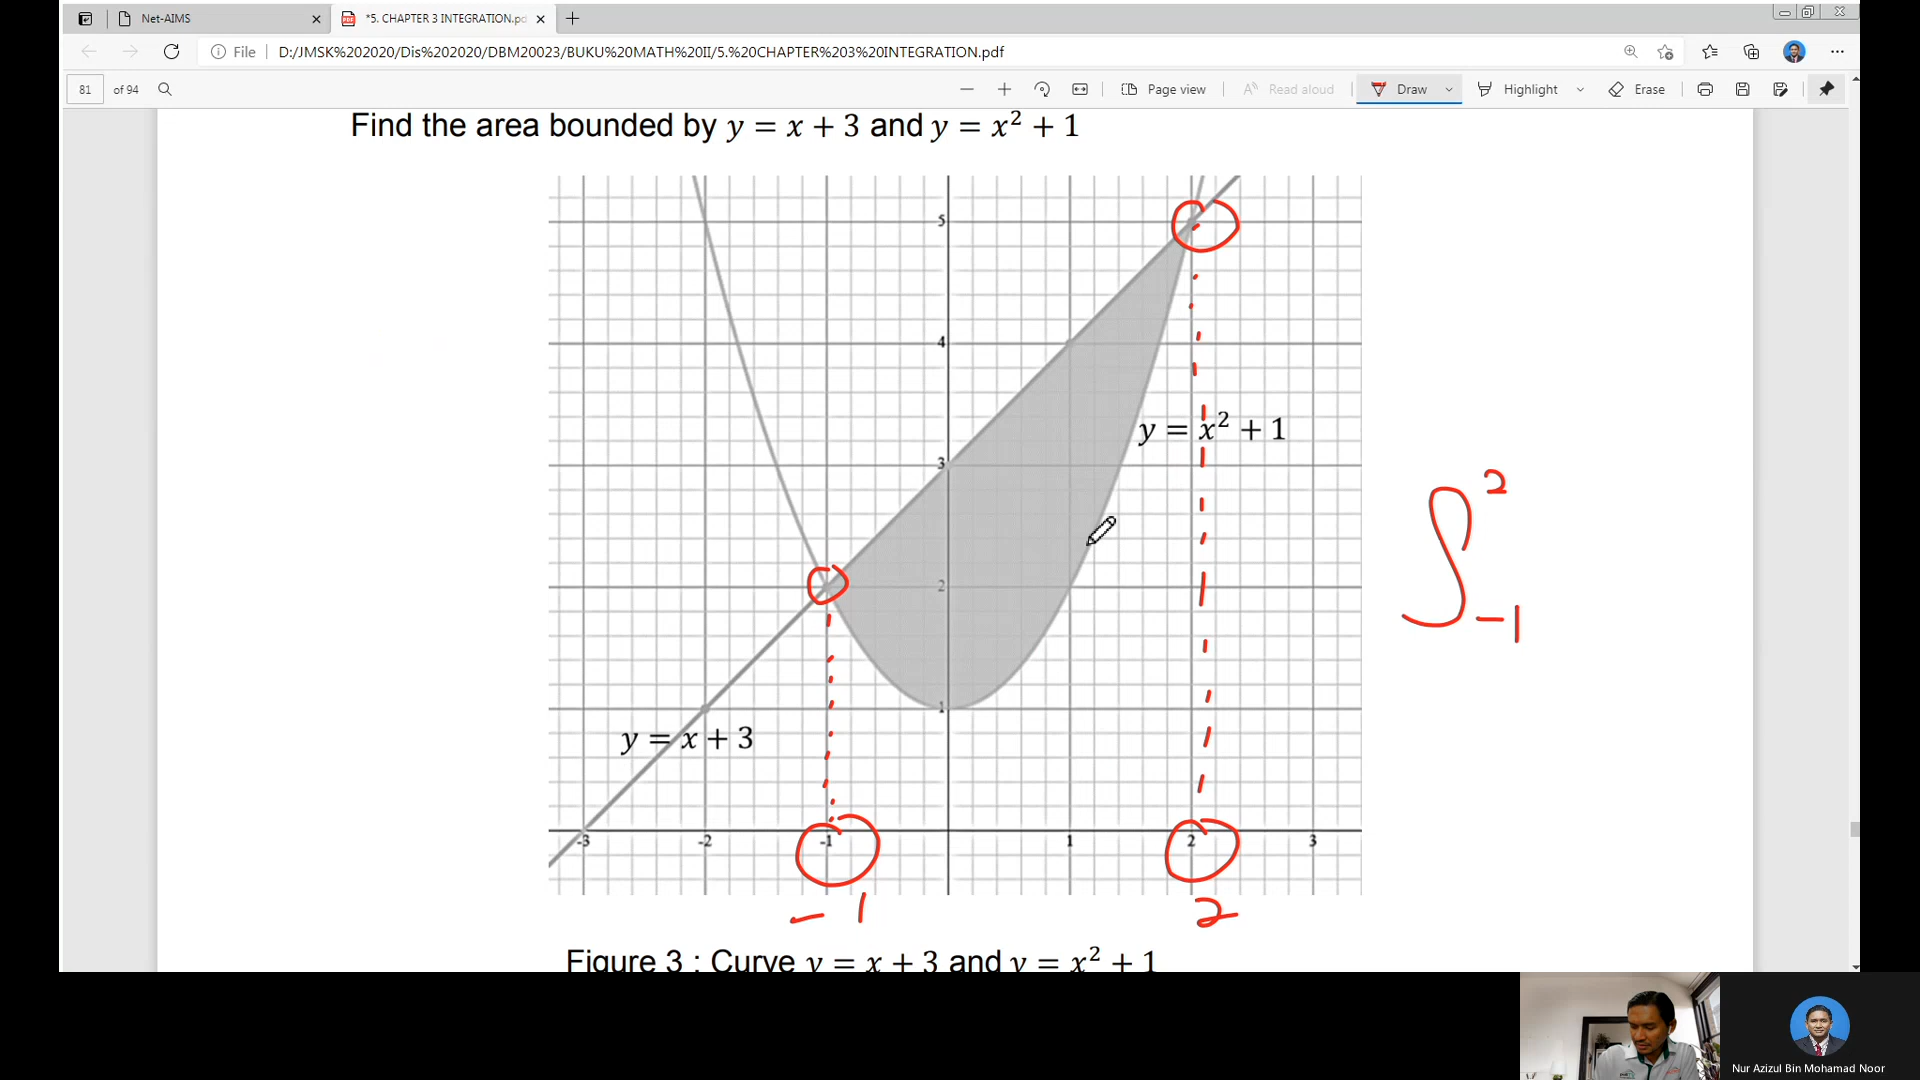 Net-AIMS
*5. CHAPTER 3 INTEGRATION.pd
File
D:/JMSK%202020/Dis%202020/DBM20023/BUKU%20MATH%20II/5.%20CHAPTER%203%20INTEGRATION.pdf
81 of 94
Page view
Read aloud
Draw
Highlight
Erase
Find the area bounded by y = x + 3 and y = x² + 1
5
4
3
2
1
y = x² + 1
y = x + 3
-3 -2 -1 1 2 3
∫ 2 -1
-1 2
Figure 3 : Curve y = x + 3 and y = x² + 1
Nur Azizul Bin Mohamad Noor